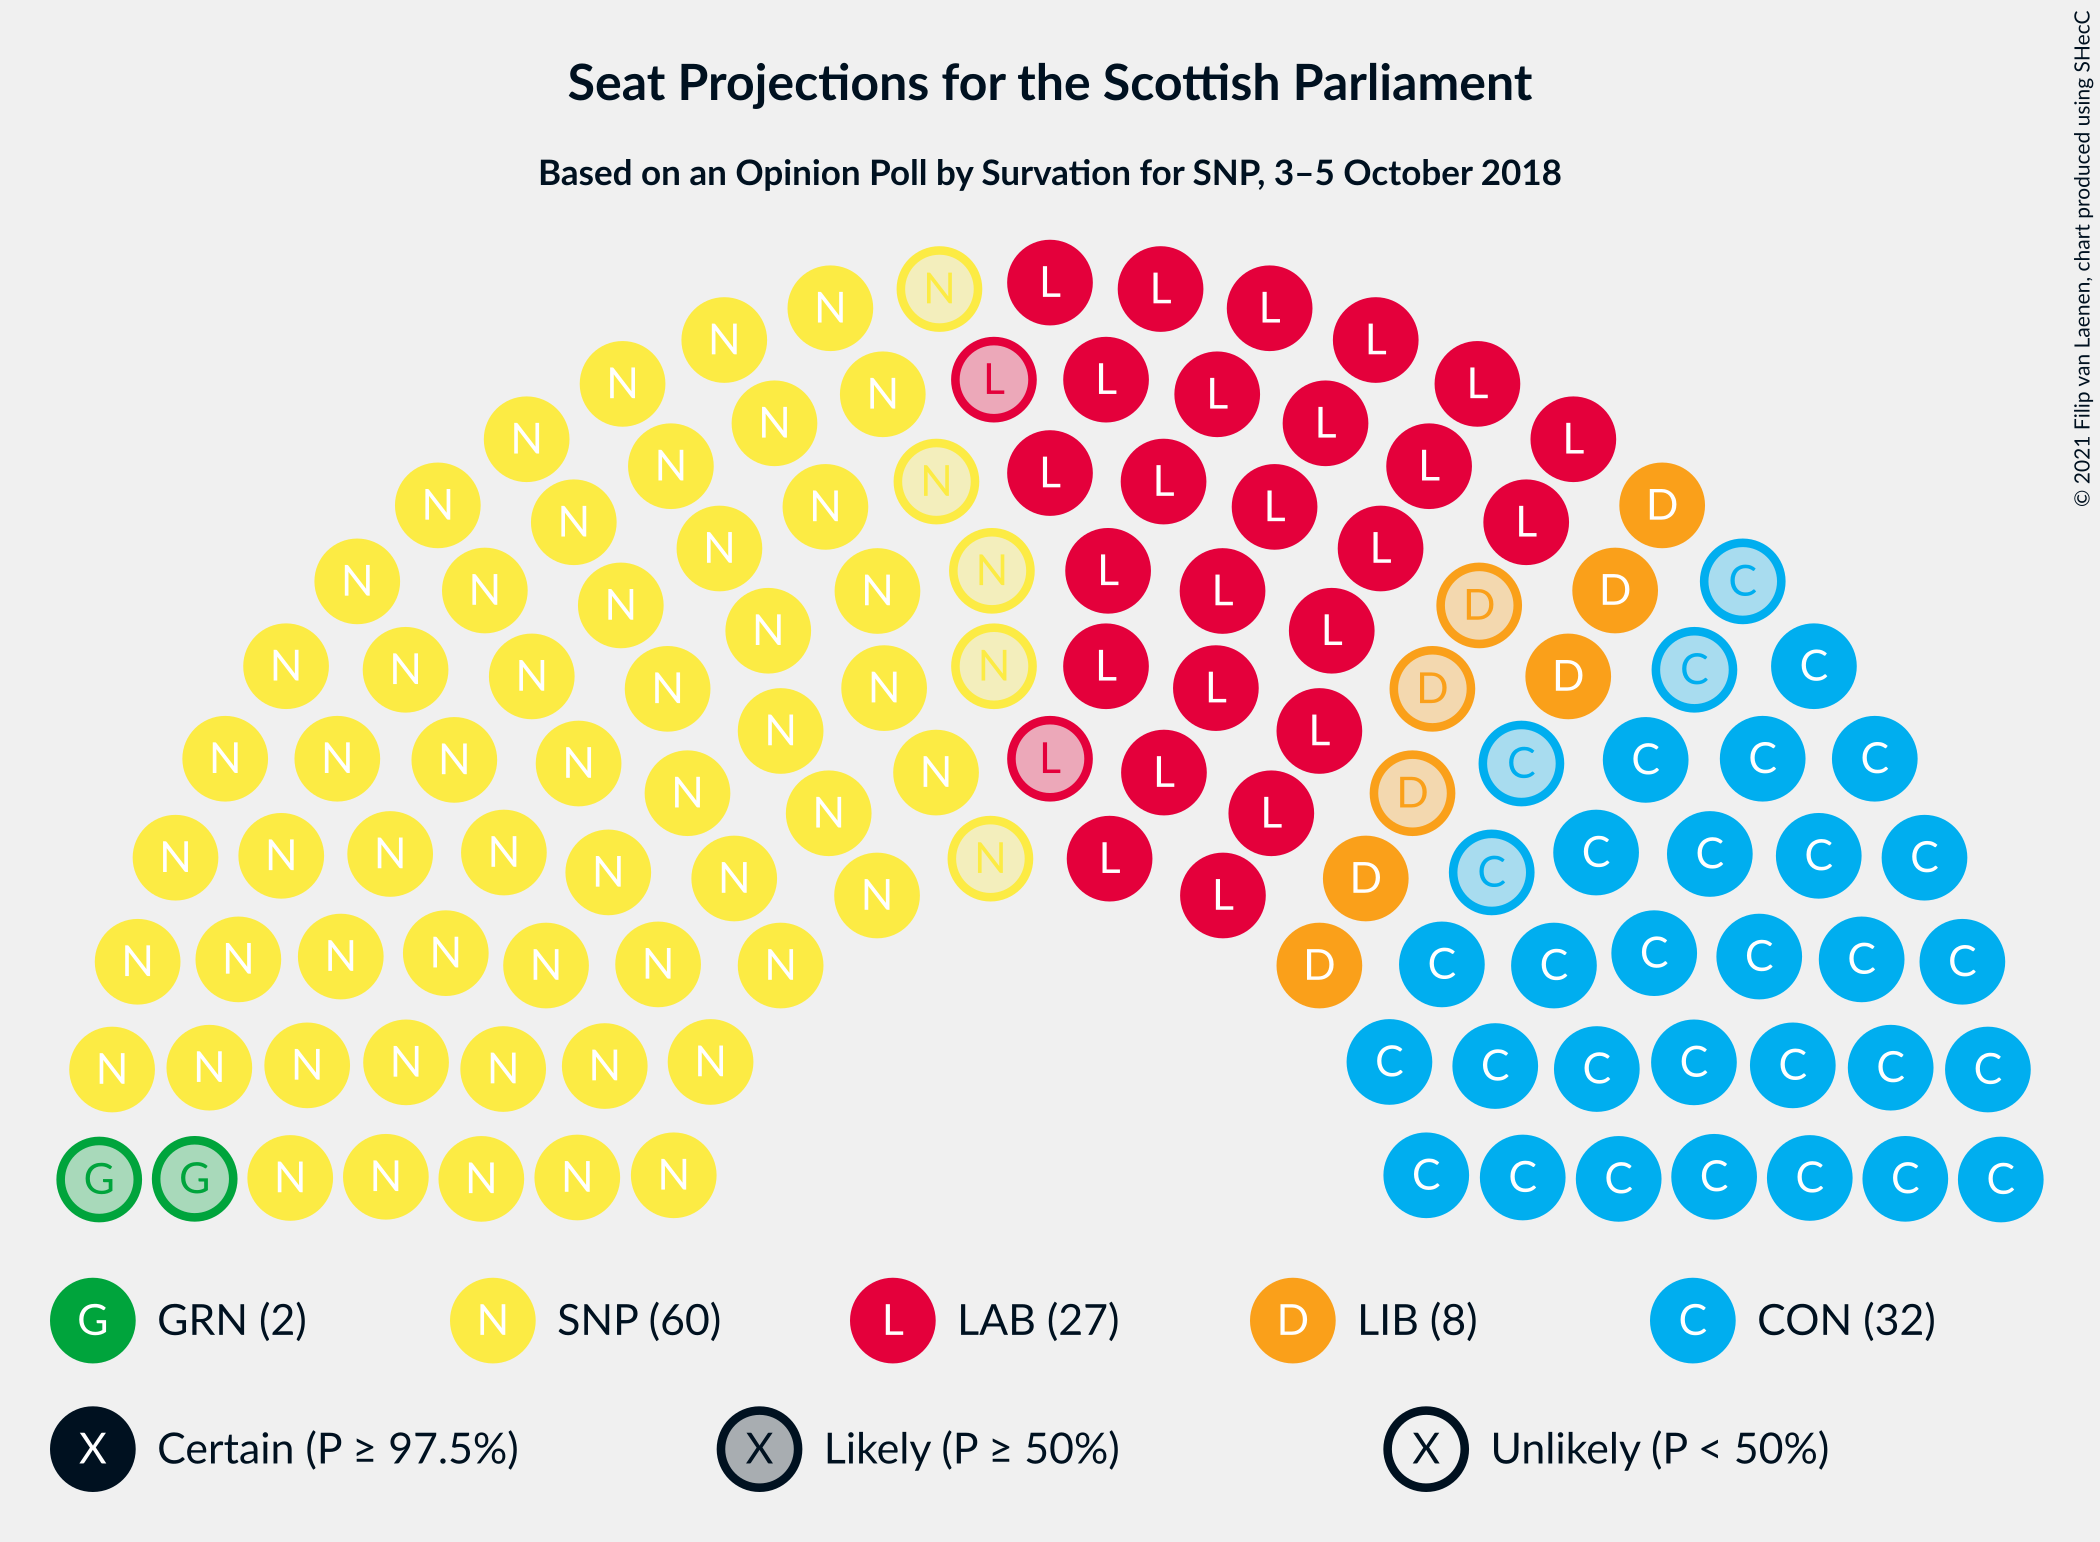 Seat Projections for the Scottish Parliament
Based on an Opinion Poll by Survation for SNP, 3–5 October 2018
© 2021 Filip van Laenen, chart produced using SHecC
N N L L L
N L
N N L L L L
N N L L
N N L L L
N N N L L D
N L
N N N N N L L D D C
N L
N N N N N N L L D D C C
N L
N N N N N N L L D C C C C
N L
N N N N N N N N L L D C C C C C
N N N N N N N D C C C C C C
N N N N N N N C C C C C C C
G G N N N N N C C C C C C C
G GRN (2) N SNP (60) L LAB (27) D LIB (8) C CON (32)
X Certain (P ≥ 97.5%) X Likely (P ≥ 50%) X Unlikely (P < 50%)